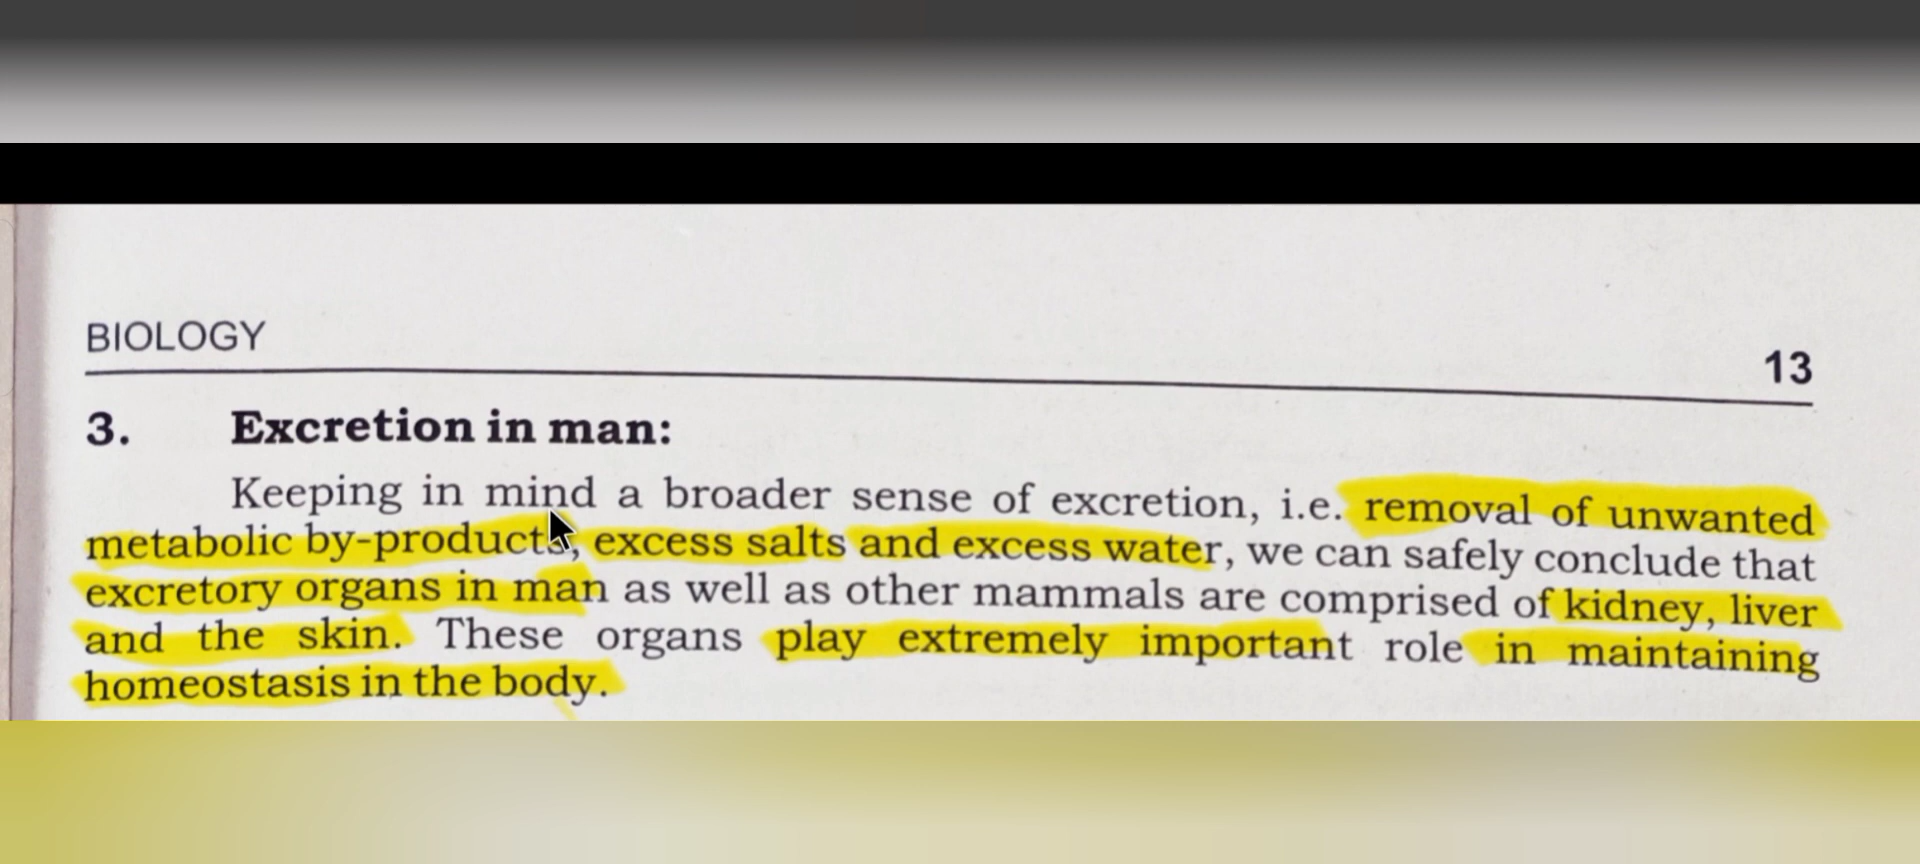 BIOLOGY
13
3. Excretion in man:
Keeping in mind a broader sense of excretion, i.e. removal of unwanted
metabolic by-products, excess salts and excess water, we can safely conclude that
excretory organs in man as well as other mammals are comprised of kidney, liver
and the skin. These organs play extremely important role in maintaining
homeostasis in the body.